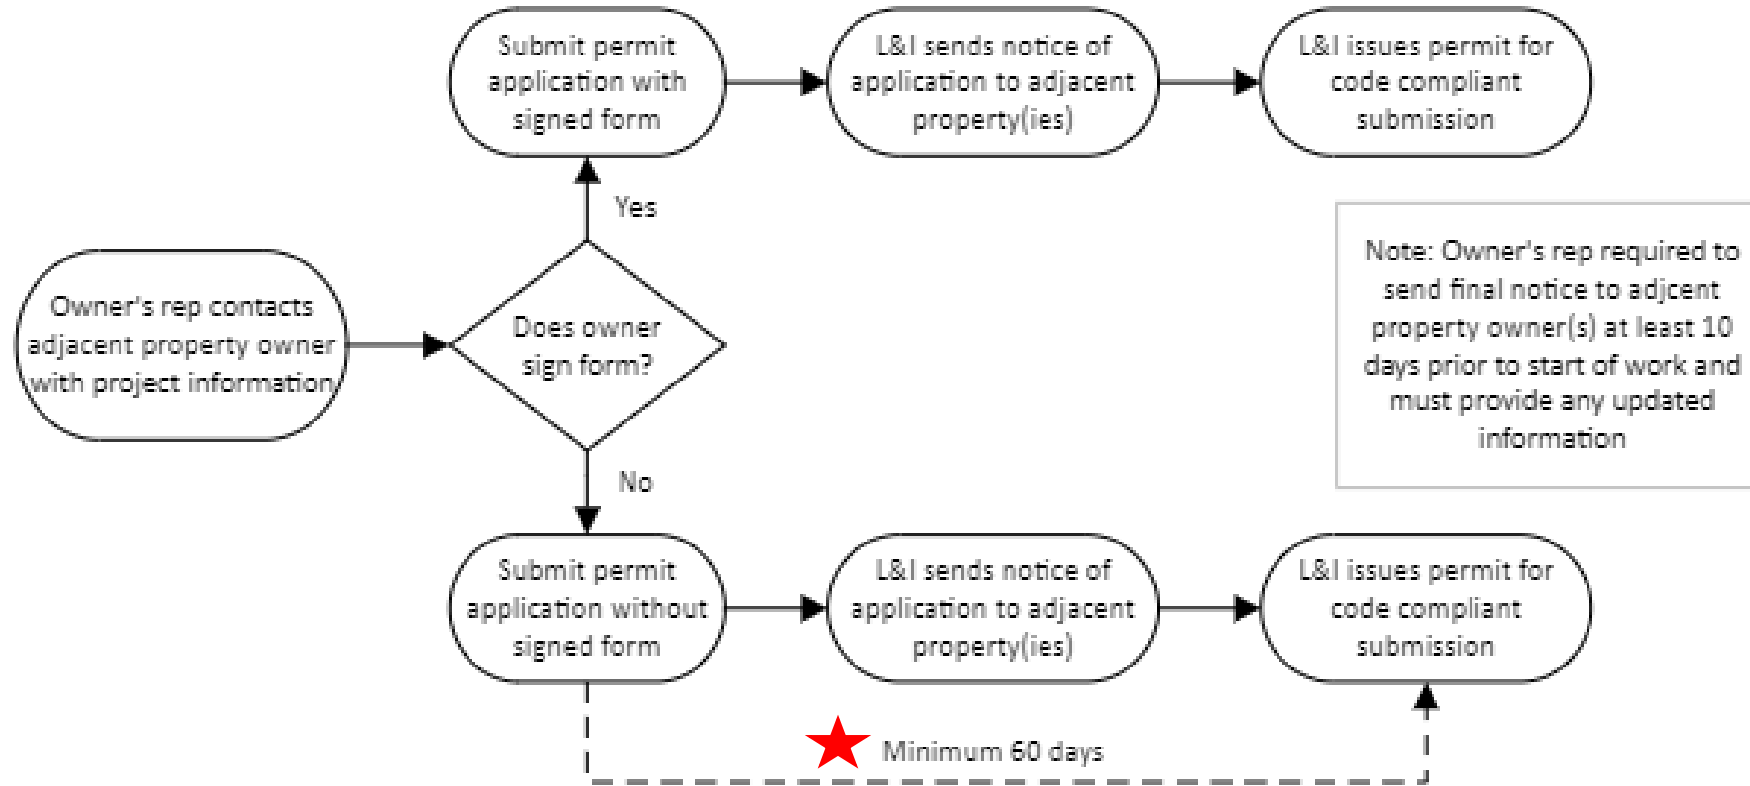 Submit permit
application with
signed form
L&I sends notice of
application to adjacent
property(ies)
L&I issues permit for
code compliant
submission
Yes
Owner's rep contacts
adjacent property owner
with project information
Does owner
sign form?
Note: Owner's rep required to
send final notice to adjcent
property owner(s) at least 10
days prior to start of work and
must provide any updated
information
No
Submit permit
application without
signed form
L&I sends notice of
application to adjacent
property(ies)
L&I issues permit for
code compliant
submission
Minimum 60 days